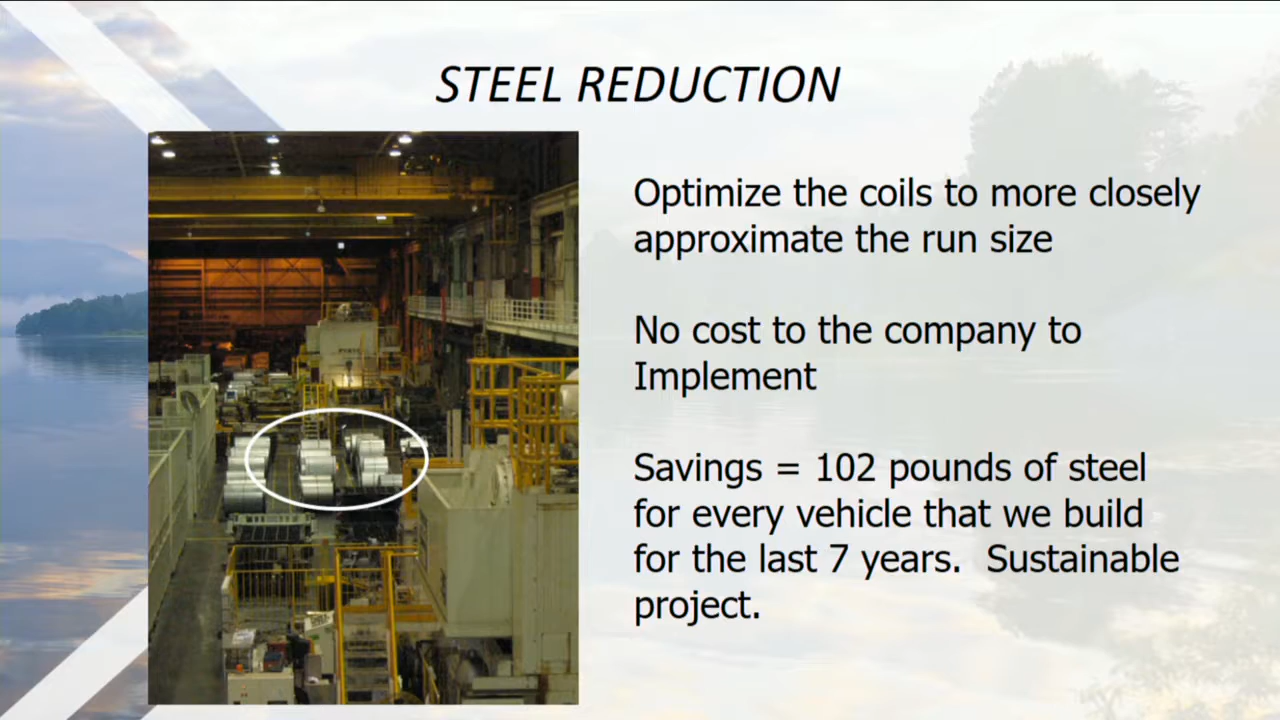 STEEL REDUCTION
Optimize the coils to more closely
approximate the run size
No cost to the company to
Implement
Savings = 102 pounds of steel
for every vehicle that we build
for the last 7 years.  Sustainable
project.